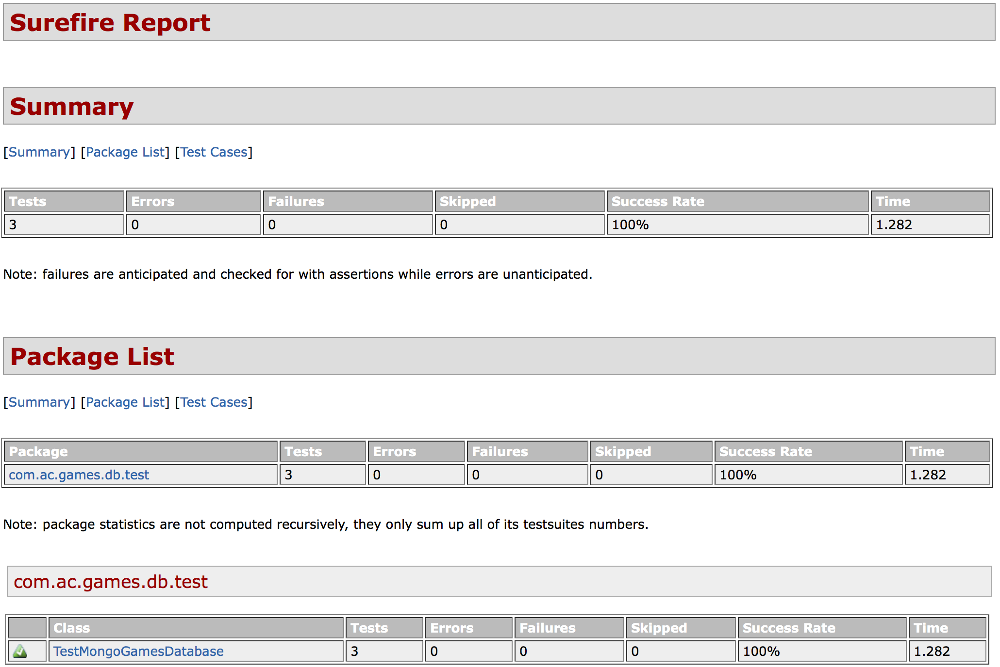 Surefire Report
Summary
[Summary] [Package List] [Test Cases]
Tests Errors Failures Skipped Success Rate Time
3 0 0 0 100% 1.282
Note: failures are anticipated and checked for with assertions while errors are unanticipated.
Package List
[Summary] [Package List] [Test Cases]
Package Tests Errors Failures Skipped Success Rate Time
com.ac.games.db.test 3 0 0 0 100% 1.282
Note: package statistics are not computed recursively, they only sum up all of its testsuites numbers.
com.ac.games.db.test
Class Tests Errors Failures Skipped Success Rate Time
TestMongoGamesDatabase 3 0 0 0 100% 1.282